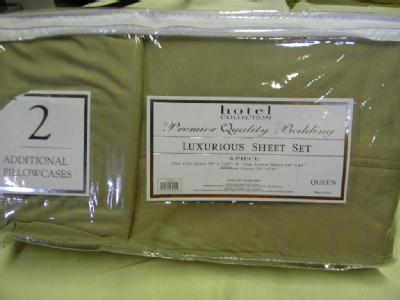 2
ADDITIONAL
PILLOWCASES
hotel
COLLECTION
Premier Quality Bedding
LUXURIOUS SHEET SET
6-PIECE
QUEEN